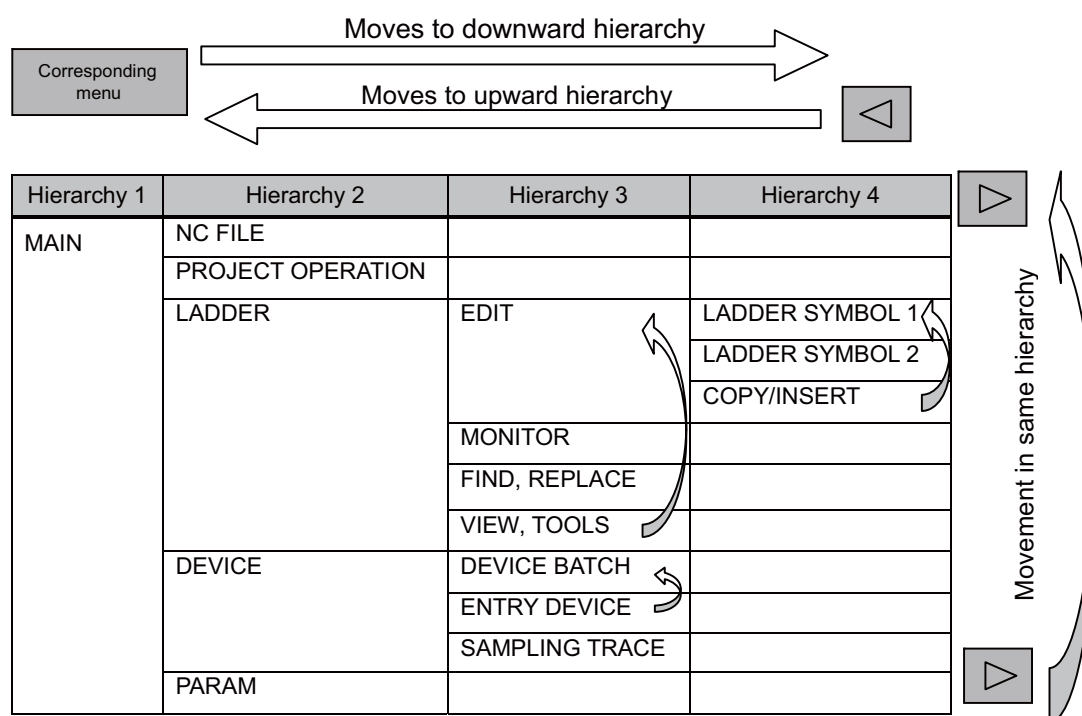 Moves to downward hierarchy
Corresponding
menu
Moves to upward hierarchy
Hierarchy 1 Hierarchy 2 Hierarchy 3 Hierarchy 4
MAIN NC FILE
PROJECT OPERATION
LADDER EDIT LADDER SYMBOL 1
LADDER SYMBOL 2
COPY/INSERT
MONITOR
FIND, REPLACE
VIEW, TOOLS
DEVICE DEVICE BATCH
ENTRY DEVICE
SAMPLING TRACE
PARAM
Movement in same hierarchy